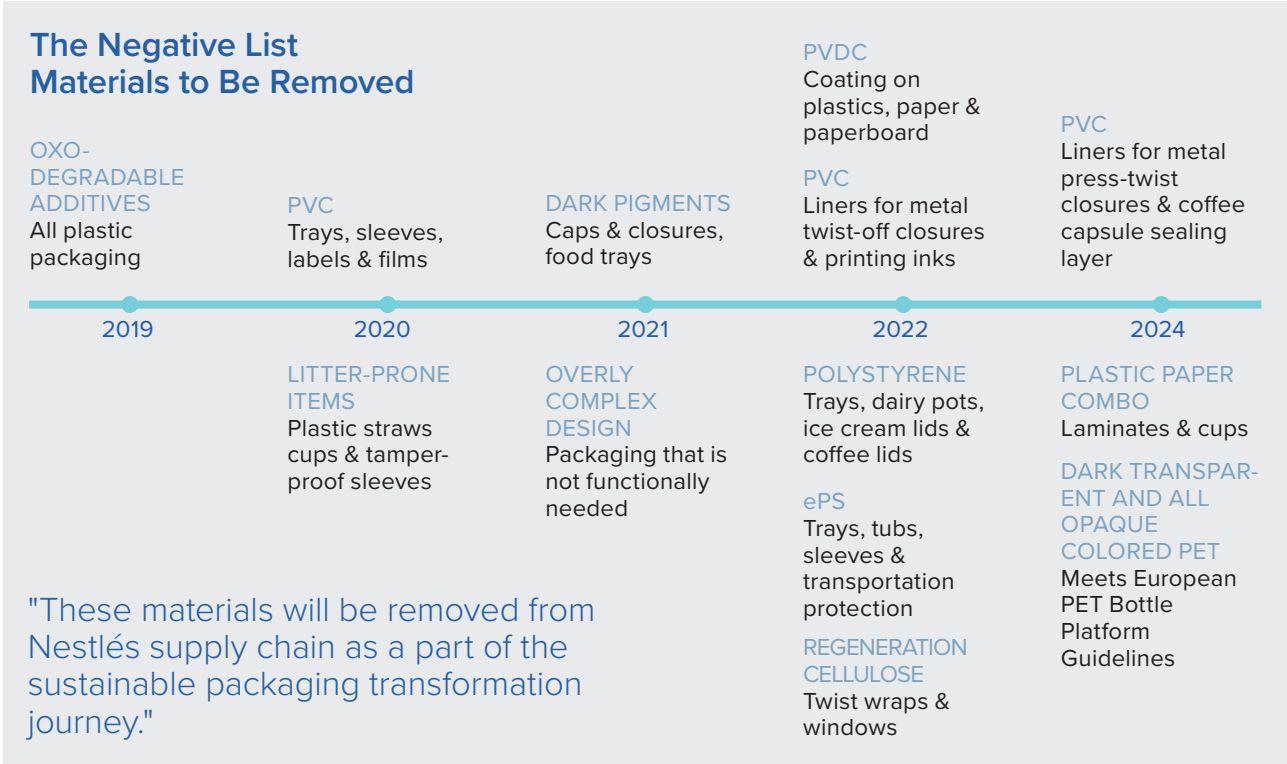 The Negative List
Materials to Be Removed
OXO-
DEGRADABLE
ADDITIVES
All plastic
packaging
PVC
Trays, sleeves,
labels & films
DARK PIGMENTS
Caps & closures,
food trays
PVDC
Coating on
plastics, paper &
paperboard
PVC
Liners for metal
twist-off closures
& printing inks
PVC
Liners for metal
press-twist
closures & coffee
capsule sealing
layer
2019
2020
2021
2022
2024
LITTER-PRONE
ITEMS
Plastic straws
cups & tamper-
proof sleeves
OVERLY
COMPLEX
DESIGN
Packaging that is
not functionally
needed
POLYSTYRENE
Trays, dairy pots,
ice cream lids &
coffee lids
ePS
Trays, tubs,
sleeves &
transportation
protection
REGENERATION
CELLULOSE
Twist wraps &
windows
PLASTIC PAPER
COMBO
Laminates & cups
DARK TRANSPAR-
ENT AND ALL
OPAQUE
COLORED PET
Meets European
PET Bottle
Platform
Guidelines
"These materials will be removed from
Nestlés supply chain as a part of the
sustainable packaging transformation
journey."